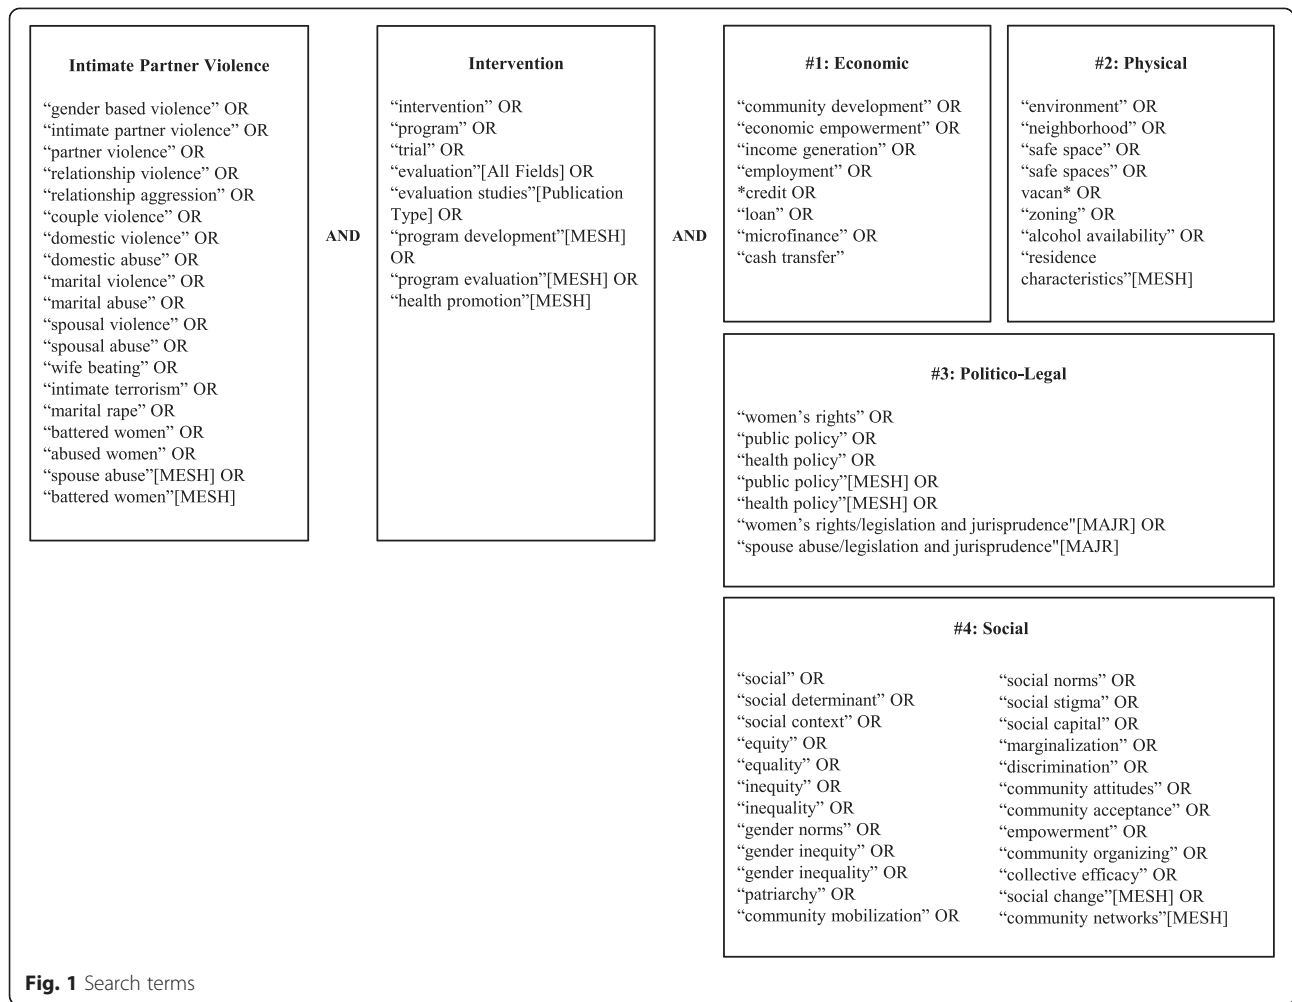 Intimate Partner Violence
“gender based violence” OR
“intimate partner violence” OR
“partner violence” OR
“relationship violence” OR
“relationship aggression” OR
“couple violence” OR
“domestic violence” OR
“domestic abuse” OR
“marital violence” OR
“marital abuse” OR
“spousal violence” OR
“spousal abuse” OR
“wife beating” OR
“intimate terrorism” OR
“marital rape” OR
“battered women” OR
“abused women” OR
“spouse abuse”[MESH] OR
“battered women”[MESH]
AND
Intervention
“intervention” OR
“program” OR
“trial” OR
“evaluation”[All Fields] OR
“evaluation studies”[Publication
Type] OR
“program development”[MESH]
OR
“program evaluation”[MESH] OR
“health promotion”[MESH]
AND
#1: Economic
“community development” OR
“economic empowerment” OR
“income generation” OR
“employment” OR
*credit OR
“loan” OR
“microfinance” OR
“cash transfer”
#2: Physical
“environment” OR
“neighborhood” OR
“safe space” OR
“safe spaces” OR
vacan* OR
“zoning” OR
“alcohol availability” OR
“residence
characteristics”[MESH]
#3: Politico-Legal
“women’s rights” OR
“public policy” OR
“health policy” OR
“public policy”[MESH] OR
“health policy”[MESH] OR
“women’s rights/legislation and jurisprudence"[MAJR] OR
“spouse abuse/legislation and jurisprudence"[MAJR]
#4: Social
“social” OR
“social determinant” OR
“social context” OR
“equity” OR
“equality” OR
“inequity” OR
“inequality” OR
“gender norms” OR
“gender inequity” OR
“gender inequality” OR
“patriarchy” OR
“community mobilization” OR
“social norms” OR
“social stigma” OR
“social capital” OR
“marginalization” OR
“discrimination” OR
“community attitudes” OR
“community acceptance” OR
“empowerment” OR
“community organizing” OR
“collective efficacy” OR
“social change”[MESH] OR
“community networks”[MESH]
Fig. 1 Search terms